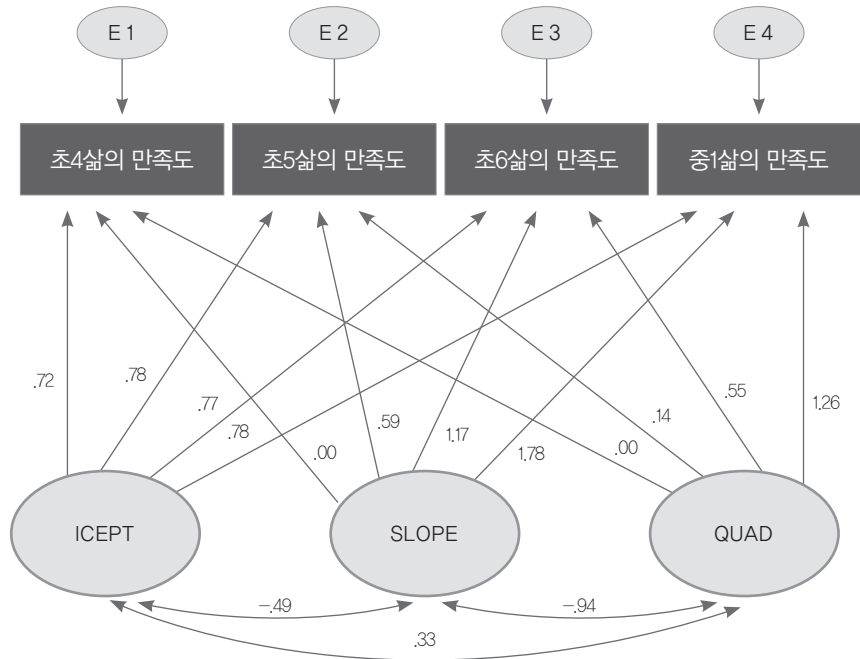 E 1 E 2 E 3 E 4
초4삶의 만족도 초5삶의 만족도 초6삶의 만족도 중1삶의 만족도
.72 .78 .77 .78 .00 .59 1.17 1.78 .00 .14 .55 1.26
ICEPT SLOPE QUAD
-.49 -.94
.33